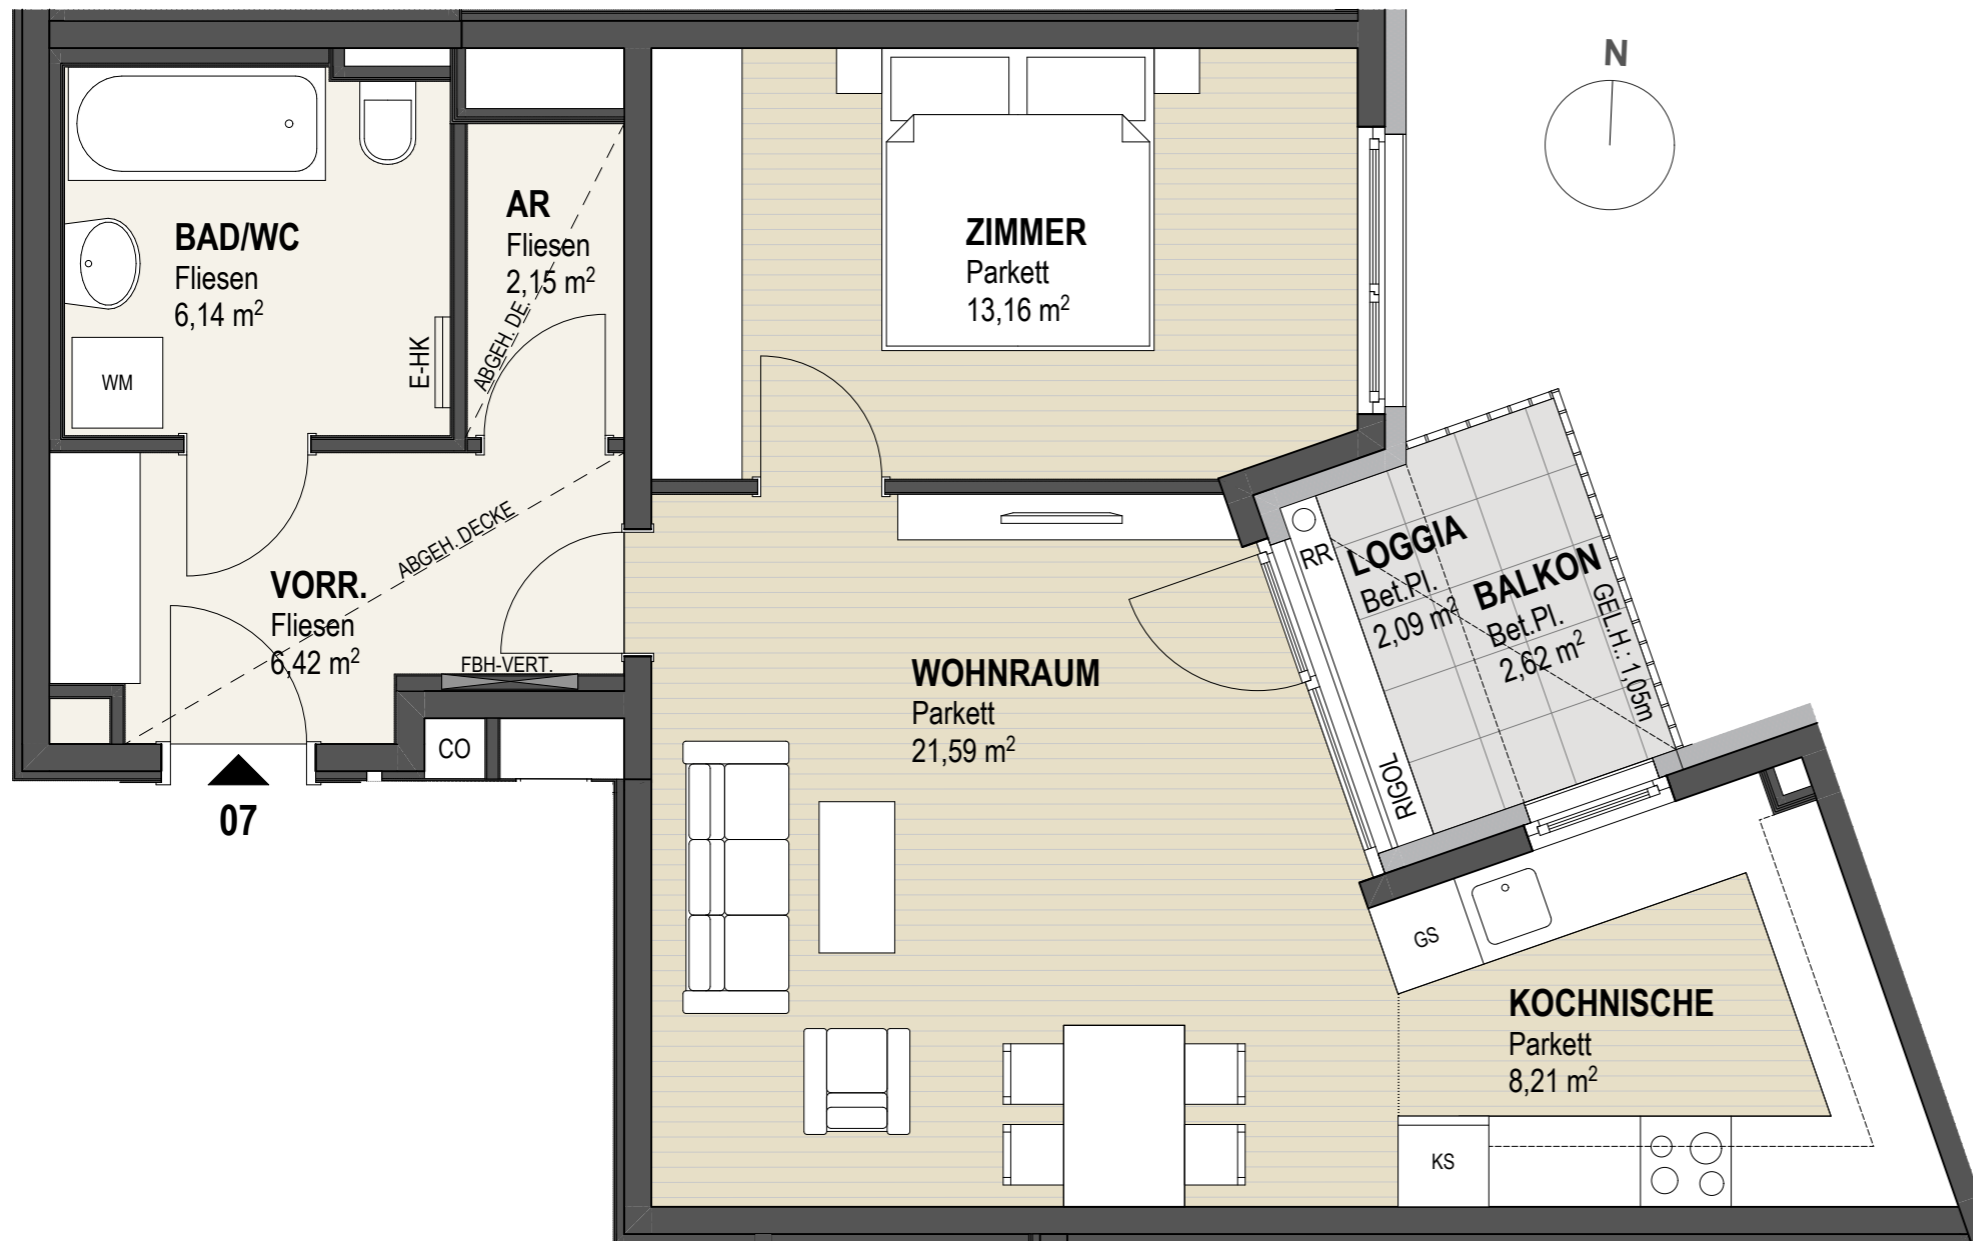 N
BAD/WC
Fliesen
6,14 m²
WM
E-HK
AR
Fliesen
2,15 m²
ABGEH. DE.
ZIMMER
Parkett
13,16 m²
VORR.
Fliesen
6,42 m²
ABGEH. DECKE
FBH-VERT.
CO
07
WOHNRAUM
Parkett
21,59 m²
RR
LOGGIA
Bet.Pl.
2,09 m²
BALKON
Bet.Pl.
2,62 m²
GEL.H.: 1,05m
RIGOL
GS
KOCHNISCHE
Parkett
8,21 m²
KS